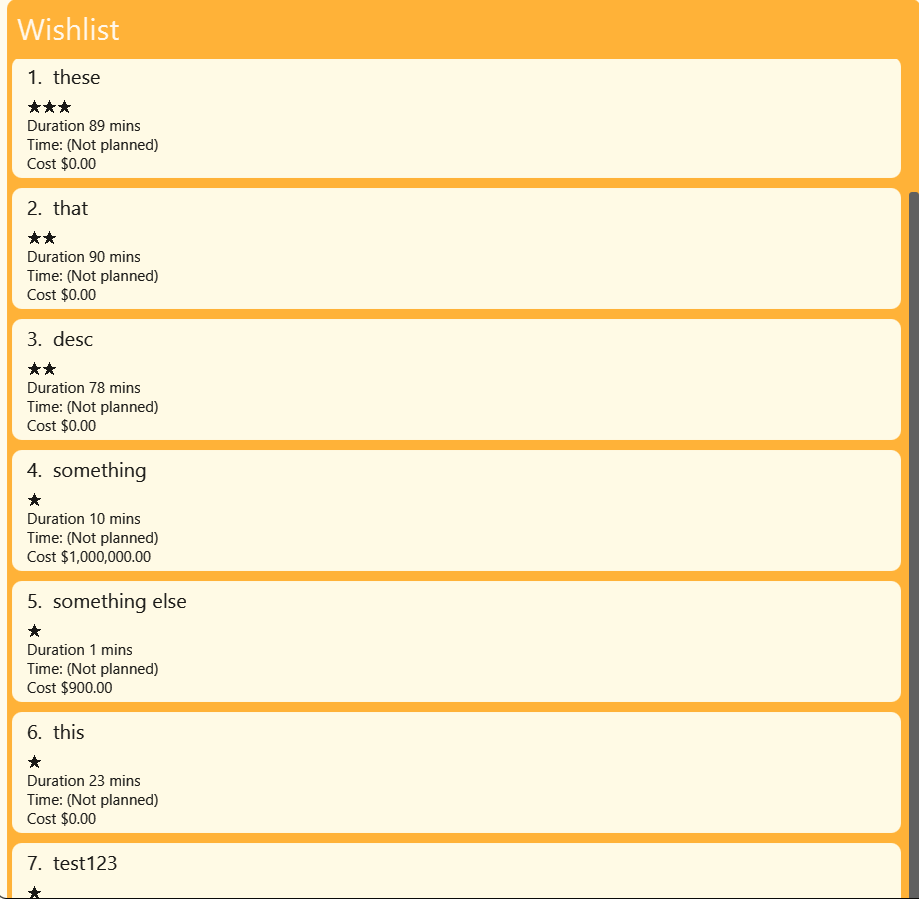 Wishlist
1. these
★★★
Duration 89 mins
Time: (Not planned)
Cost $0.00
2. that
★★
Duration 90 mins
Time: (Not planned)
Cost $0.00
3. desc
★★
Duration 78 mins
Time: (Not planned)
Cost $0.00
4. something
★
Duration 10 mins
Time: (Not planned)
Cost $1,000,000.00
5. something else
★
Duration 1 mins
Time: (Not planned)
Cost $900.00
6. this
★
Duration 23 mins
Time: (Not planned)
Cost $0.00
7. test123
★